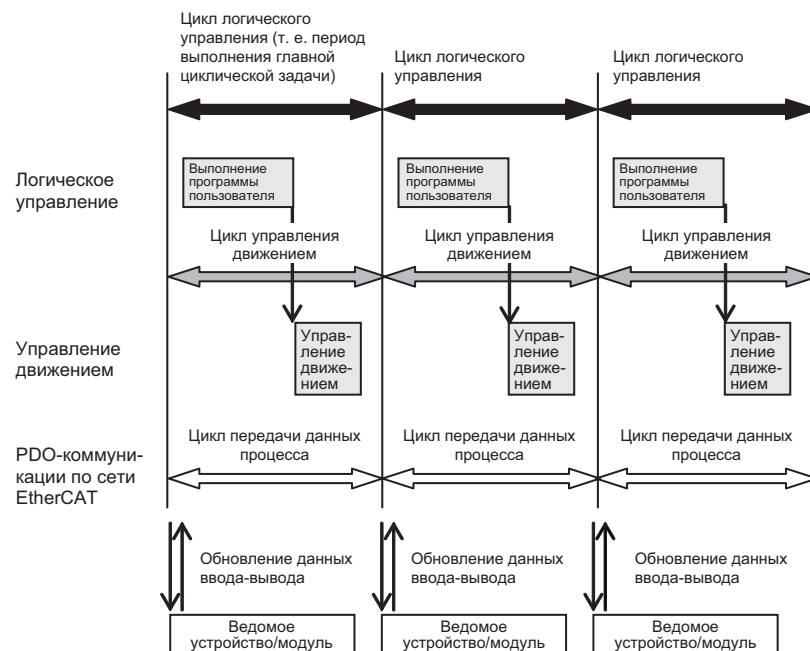 Цикл логического
управления (т. е. период
выполнения главной
циклической задачи)
Цикл логического
управления
Цикл логического
управления
Логическое
управление
Выполнение
программы
пользователя
Выполнение
программы
пользователя
Выполнение
программы
пользователя
Цикл управления
движением
Цикл управления
движением
Цикл управления
движением
Управление
движением
Управ-
ление
движе-
нием
Управ-
ление
движе-
нием
Управ-
ление
движе-
нием
PDO-коммуни-
кации по сети
EtherCAT
Цикл передачи данных
процесса
Цикл передачи данных
процесса
Цикл передачи данных
процесса
Обновление данных
ввода-вывода
Обновление данных
ввода-вывода
Обновление данных
ввода-вывода
Ведомое
устройство/модуль
Ведомое
устройство/модуль
Ведомое
устройство/модуль